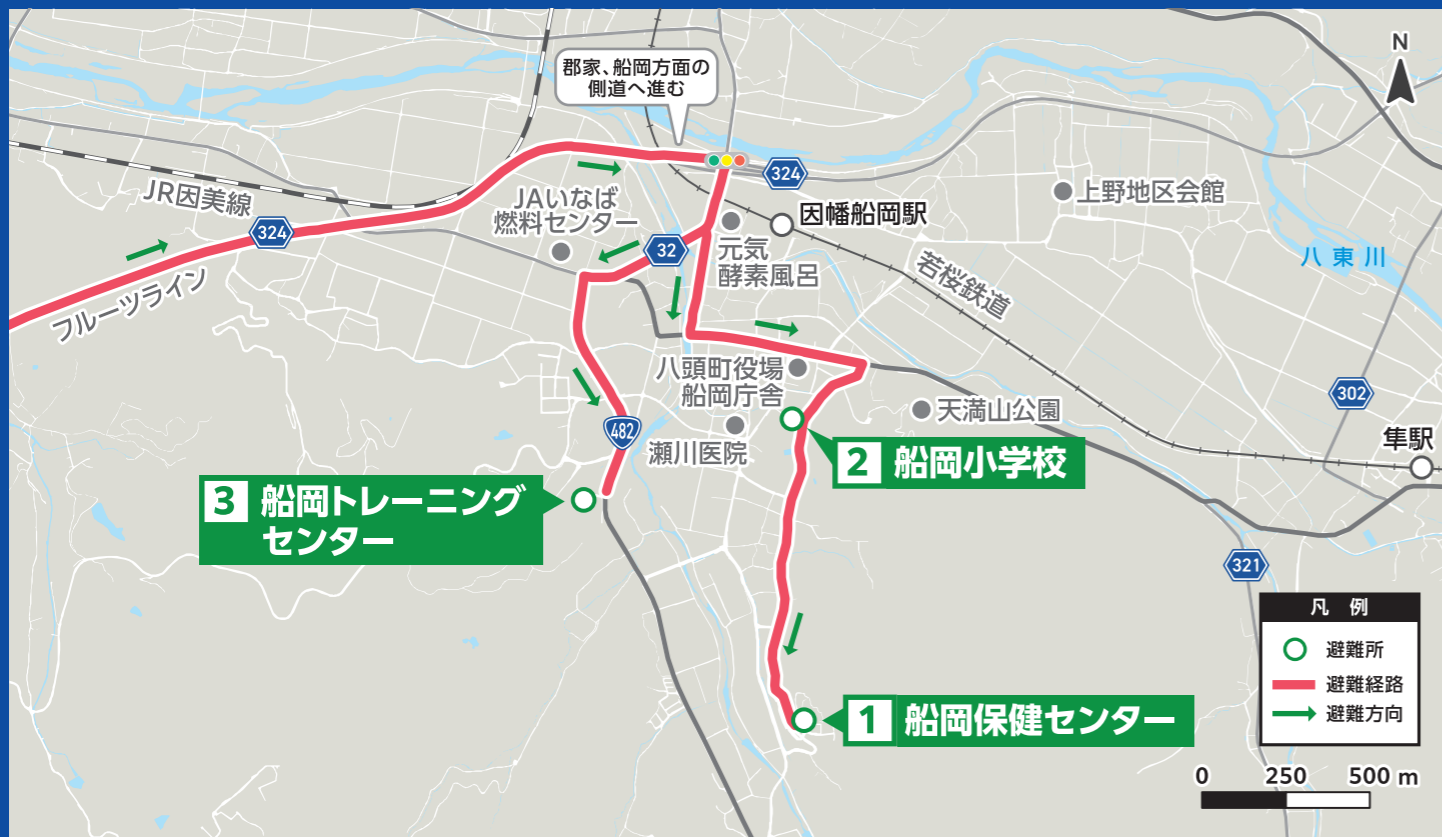 郡家、船岡方面の
側道へ進む
N
324
JR因美線
JAいなば
燃料センター
因幡船岡駅
上野地区会館
324
32
元気
酵素風呂
八東川
フルーツライン
若桜鉄道
八頭町役場
船岡庁舎
302
天満山公園
482
瀬川医院
隼駅
2 船岡小学校
3 船岡トレーニング
センター
321
凡 例
避難所
避難経路
避難方向
1 船岡保健センター
0 250 500 m